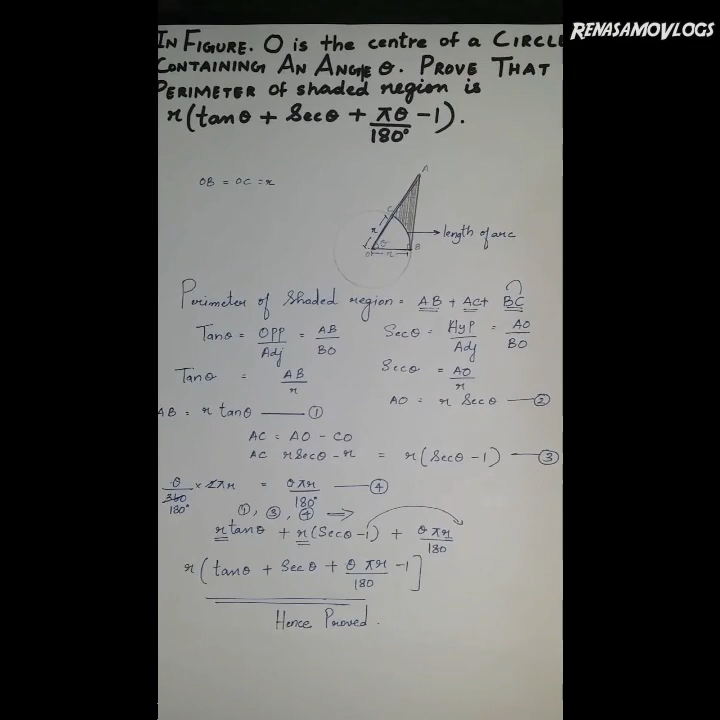 RENASAMOVLOGS
IN FIGURE. O is the centre of a CIRCLE
CONTAINING AN ANGLE θ. PROVE THAT
PERIMETER of shaded region is
r(tanθ + Secθ + πθ/180° - 1).
OB = OC = r
A
C
r
θ
O
r
B
length of arc
Perimeter of Shaded region = AB + AC + BC
Tanθ = OPP/Adj = AB/BO
Secθ = Hyp/Adj = AO/BO
Tanθ = AB/r
Secθ = AO/r
AB = r tanθ — ①
AO = r Secθ — ②
AC = AO - CO
AC rSecθ - r = r(Secθ - 1) — ③
θ/360 × 2πr = θπr/180° — ④
180°
①, ③, ④ ⟹
r tanθ + r(Secθ - 1) + θπr/180
r(tanθ + Secθ + θπr/180 - 1]
Hence Proved.